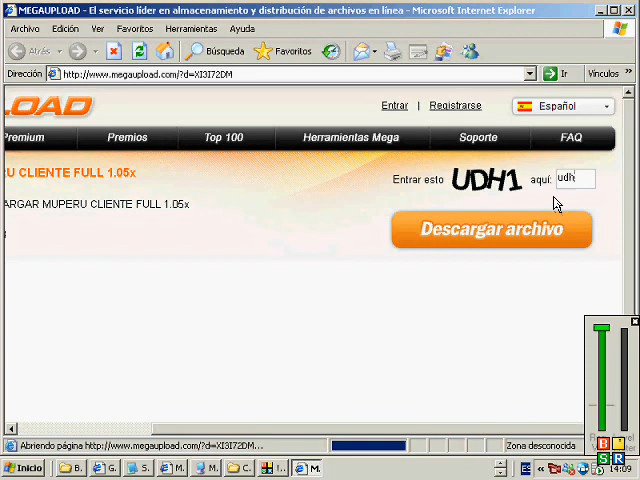 MEGAUPLOAD - El servicio líder en almacenamiento y distribución de archivos en línea - Microsoft Internet Explorer
Archivo Edición Ver Favoritos Herramientas Ayuda
Atrás Búsqueda Favoritos
Dirección http://www.megaupload.com/?d=XI3I72DM Ir Vínculos »
LOAD
Entrar | Registrarse Español
Premium Premios Top 100 Herramientas Mega Soporte FAQ
RU CLIENTE FULL 1.05x
Entrar esto UDH1 aquí: udh
ARGAR MUPERU CLIENTE FULL 1.05x
Descargar archivo
Abriendo página http://www.megaupload.com/?d=XI3I72DM... Zona desconocida
Inicio B. G. S. M. M. C. I.. M. ES « 14:09
B
S R